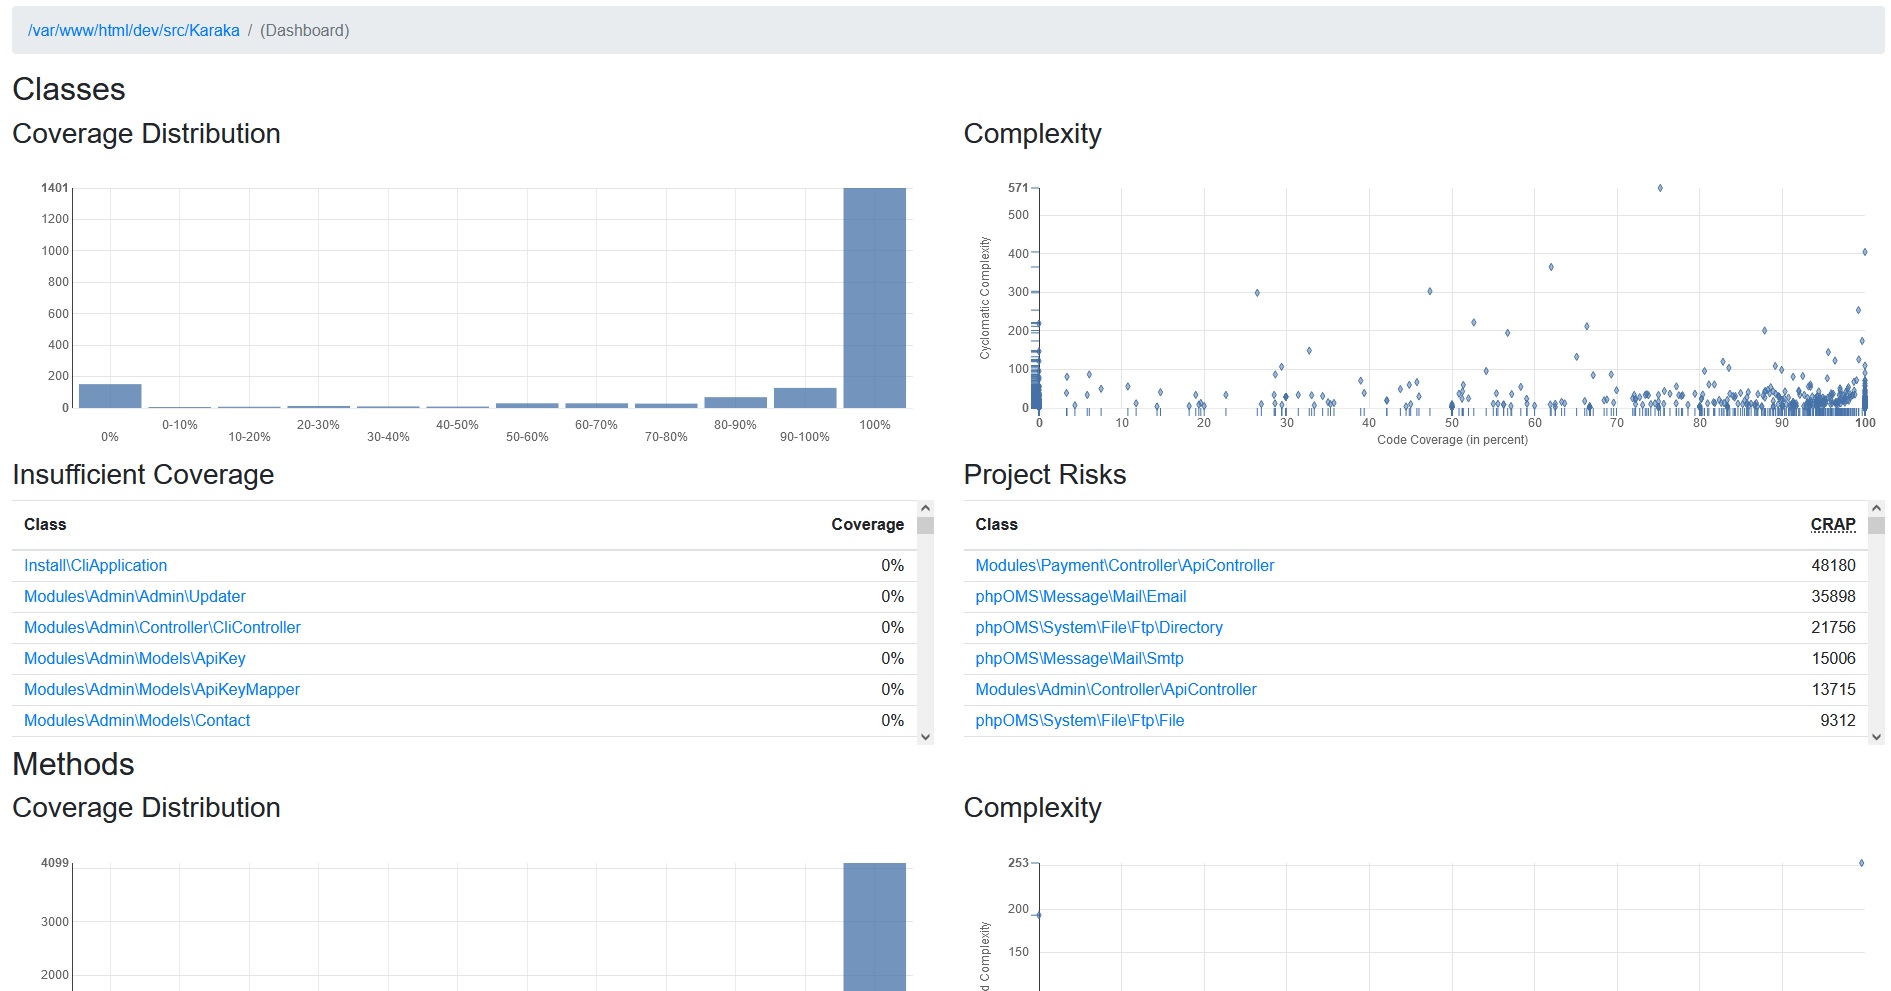 /var/www/html/dev/src/Karaka / (Dashboard)
Classes
Coverage Distribution
1401
1200
1000
800
600
400
200
0
0% 0-10% 10-20% 20-30% 30-40% 40-50% 50-60% 60-70% 70-80% 80-90% 90-100% 100%
Complexity
571
500
400
300
200
100
0
Cyclomatic Complexity
0 10 20 30 40 50 60 70 80 90 100
Code Coverage (in percent)
Insufficient Coverage
Class Coverage
Install\CliApplication 0%
Modules\Admin\Admin\Updater 0%
Modules\Admin\Controller\CliController 0%
Modules\Admin\Models\ApiKey 0%
Modules\Admin\Models\ApiKeyMapper 0%
Modules\Admin\Models\Contact 0%
Project Risks
Class CRAP
Modules\Payment\Controller\ApiController 48180
phpOMS\Message\Mail\Email 35898
phpOMS\System\File\Ftp\Directory 21756
phpOMS\Message\Mail\Smtp 15006
Modules\Admin\Controller\ApiController 13715
phpOMS\System\File\Ftp\File 9312
Methods
Coverage Distribution
4099
3000
2000
Complexity
253
200
150
d Complexity